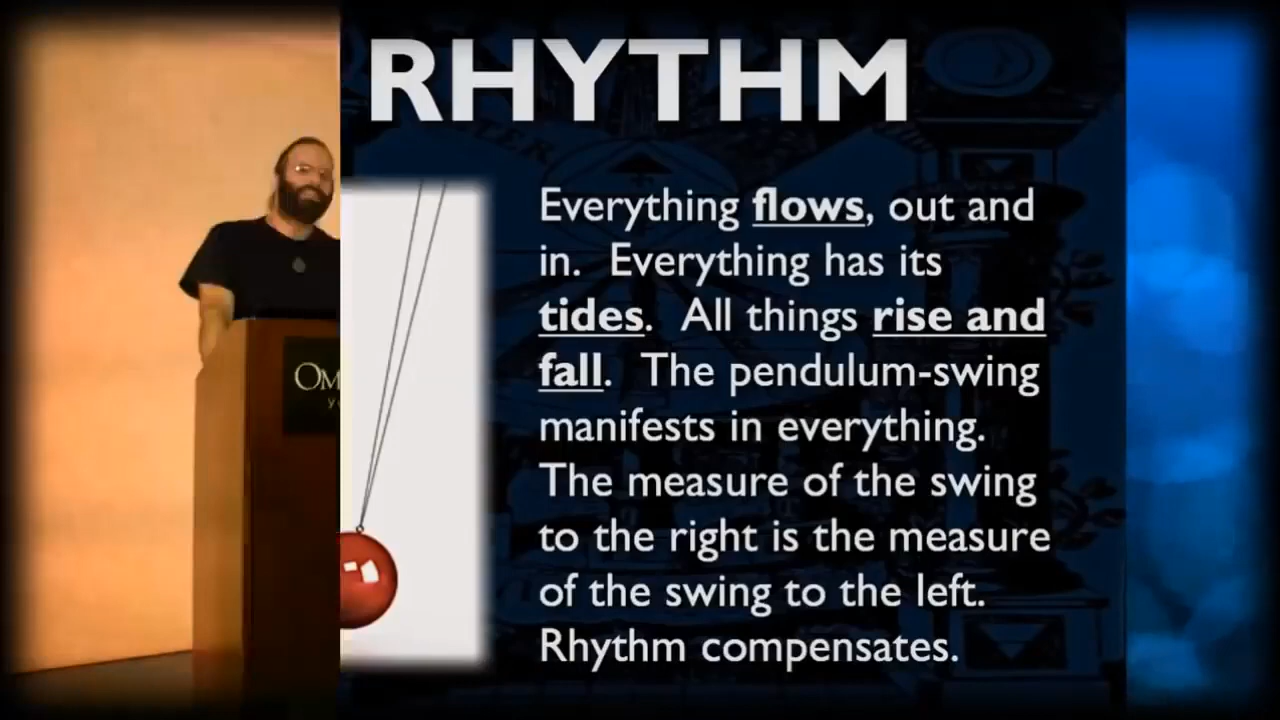 RHYTHM
Everything flows, out and
in. Everything has its
tides. All things rise and
fall. The pendulum-swing
manifests in everything.
The measure of the swing
to the right is the measure
of the swing to the left.
Rhythm compensates.
OM